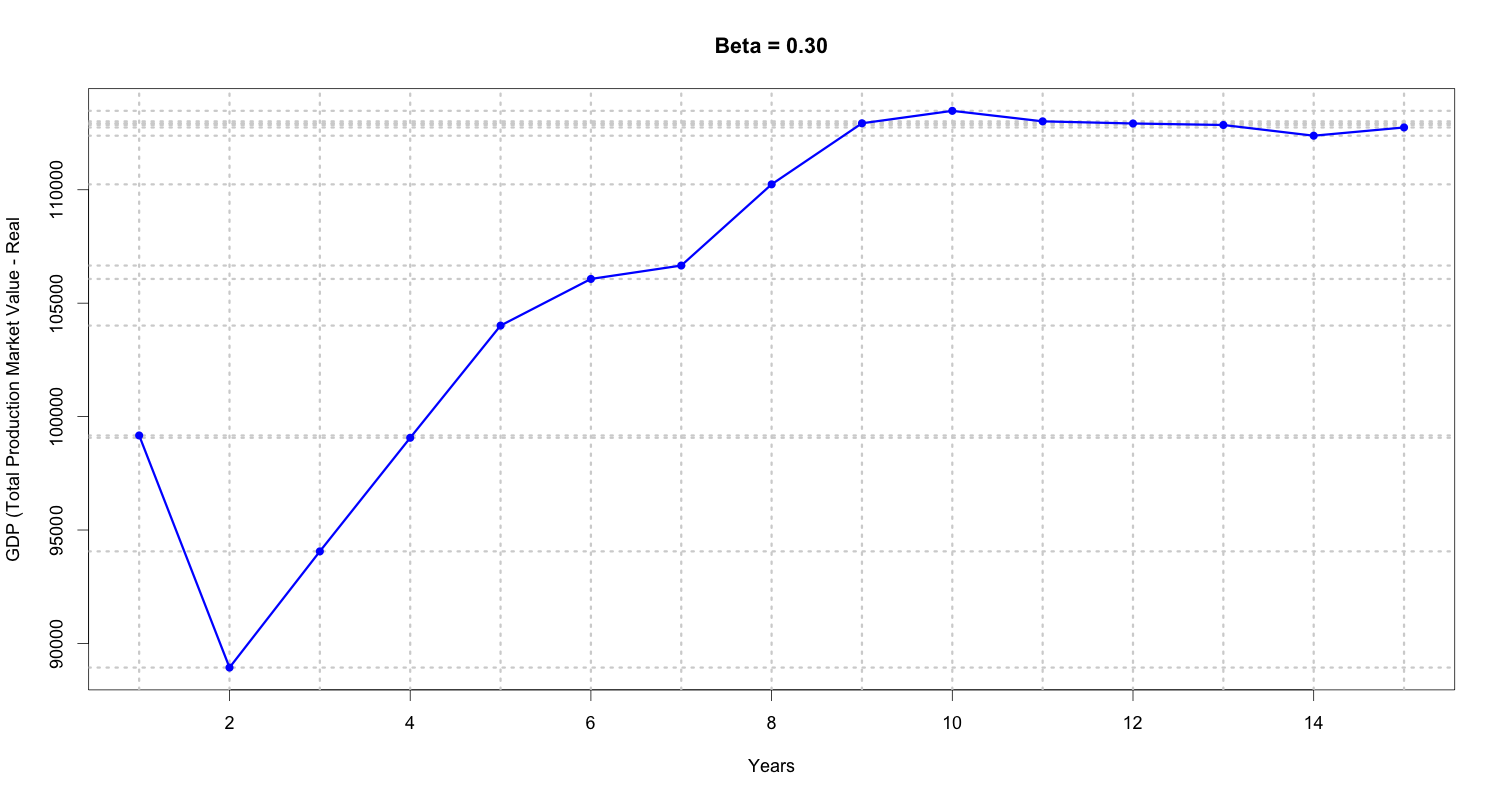 Beta = 0.30
GDP (Total Production Market Value - Real
110000
105000
100000
95000
90000
2 4 6 8 10 12 14
Years